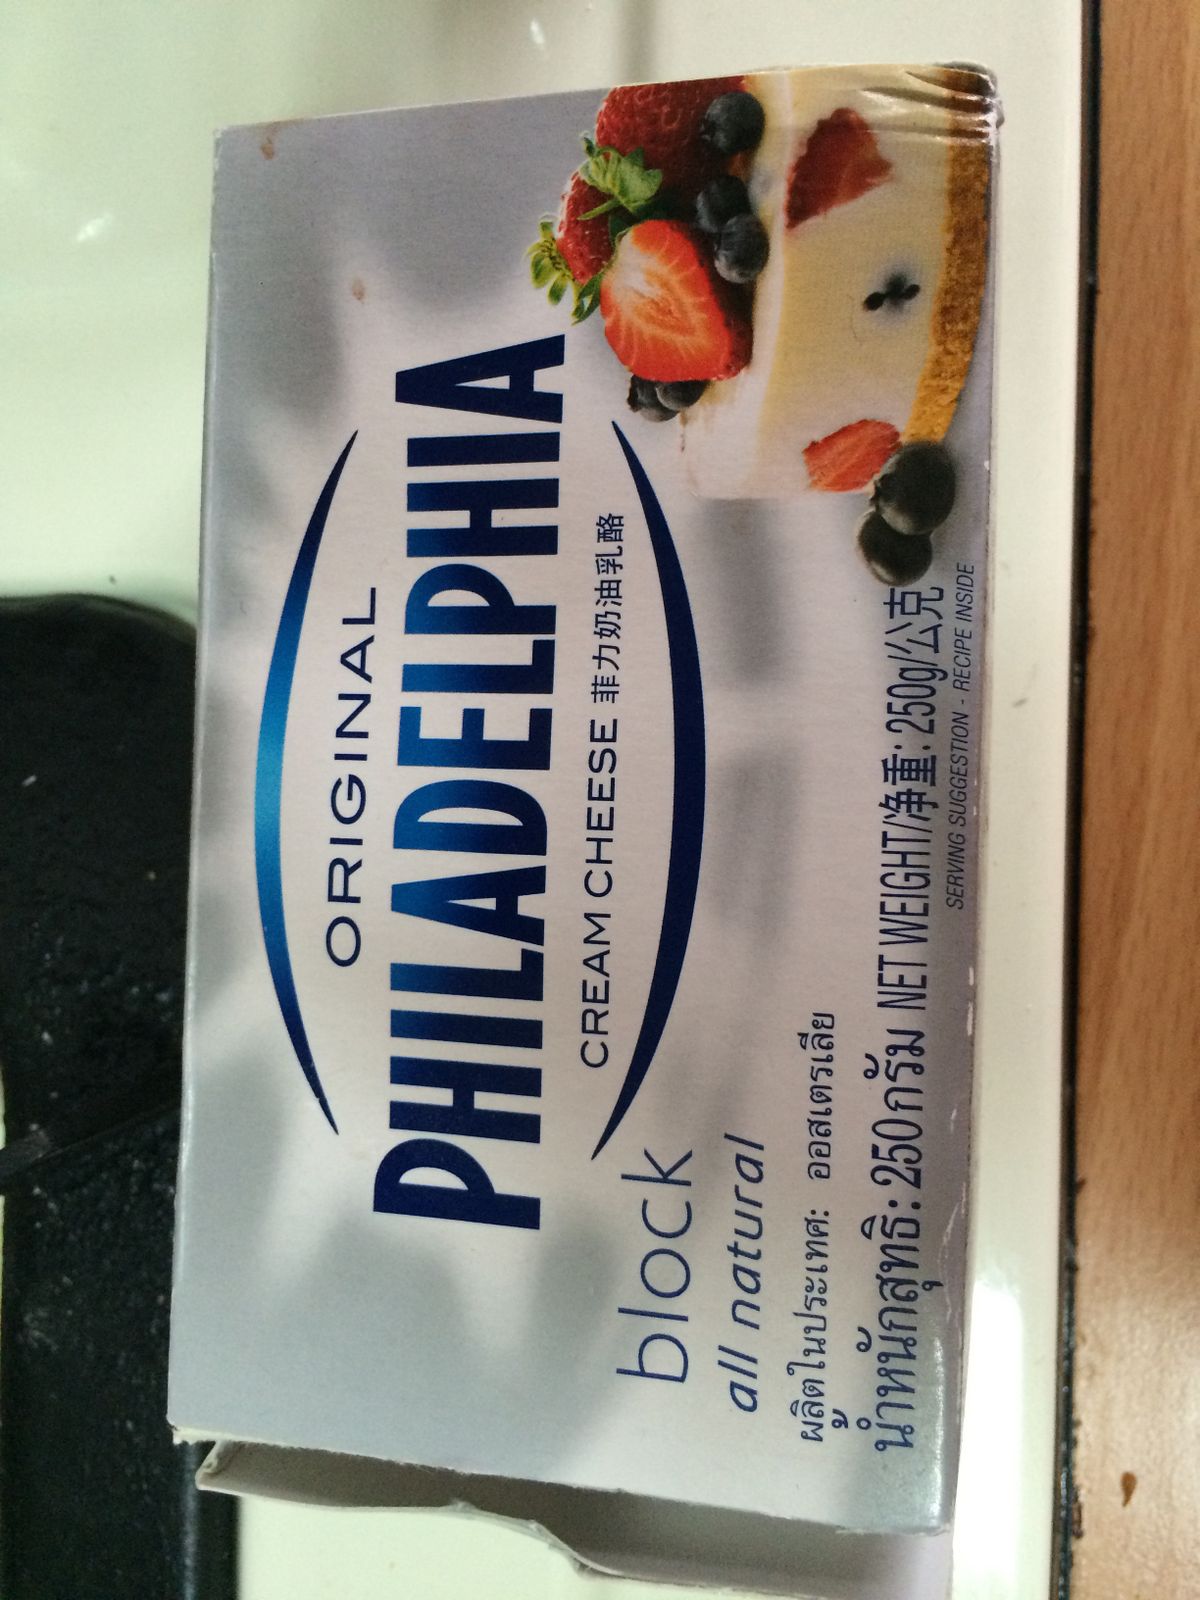 ORIGINAL
PHILADELPHIA
CREAM CHEESE 菲力奶油乳酪
block
all natural
ผู้ผลิตในประเทศ: ออสเตรเลีย
น้ำหนักสุทธิ: 250กรัม NET WEIGHT/净重: 250g/公克
SERVING SUGGESTION - RECIPE INSIDE